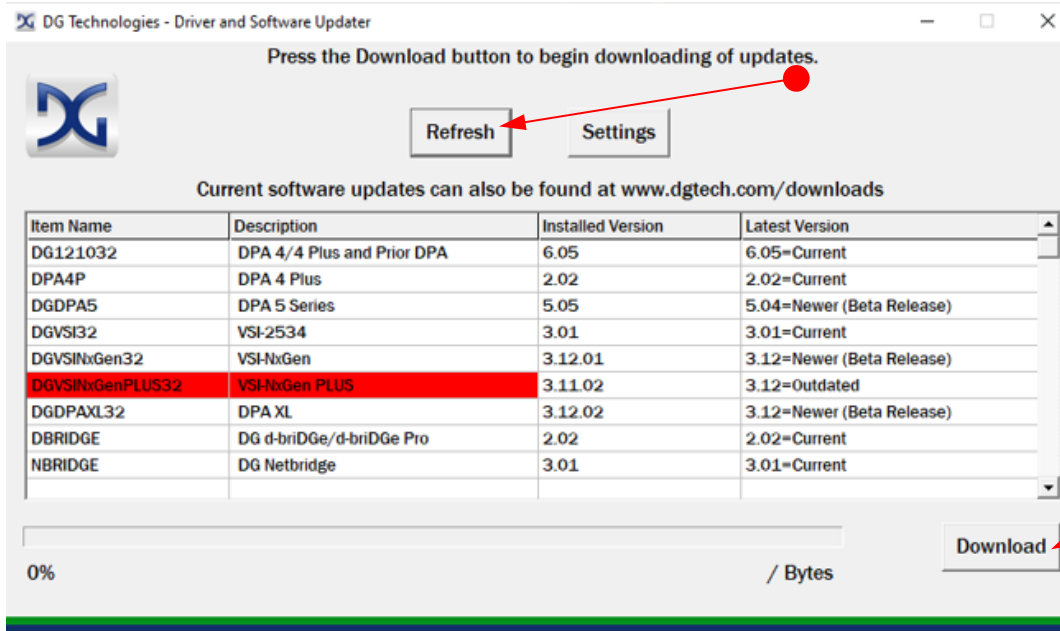 DG Technologies - Driver and Software Updater
Press the Download button to begin downloading of updates.
DG
Refresh Settings
Current software updates can also be found at www.dgtech.com/downloads
Item Name Description Installed Version Latest Version
DG121032 DPA 4/4 Plus and Prior DPA 6.05 6.05=Current
DPA4P DPA 4 Plus 2.02 2.02=Current
DGDPA5 DPA 5 Series 5.05 5.04=Newer (Beta Release)
DGVSI32 VSI-2534 3.01 3.01=Current
DGVSINxGen32 VSI-NxGen 3.12.01 3.12=Newer (Beta Release)
DGVSINxGenPLUS32 VSI-NxGen PLUS 3.11.02 3.12=Outdated
DGDPAXL32 DPA XL 3.12.02 3.12=Newer (Beta Release)
DBRIDGE DG d-briDGe/d-briDGe Pro 2.02 2.02=Current
NBRIDGE DG Netbridge 3.01 3.01=Current
Download
0% / Bytes